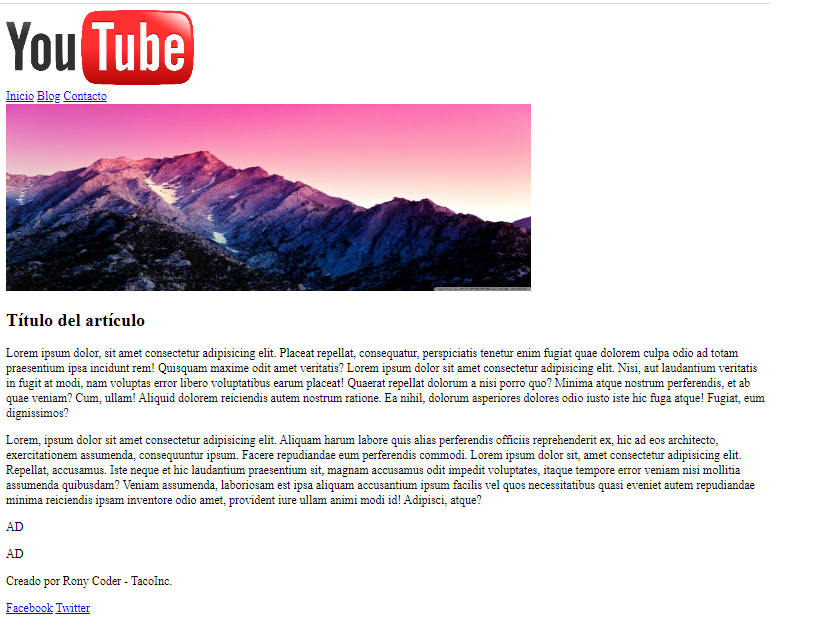 YouTube
Inicio Blog Contacto
Título del artículo
Lorem ipsum dolor, sit amet consectetur adipisicing elit. Placeat repellat, consequatur, perspiciatis tenetur enim fugiat quae dolorem culpa odio ad totam
praesentium ipsa incidunt rem! Quisquam maxime odit amet veritatis? Lorem ipsum dolor sit amet consectetur adipisicing elit. Nisi, aut laudantium veritatis
in fugit at modi, nam voluptas error libero voluptatibus earum placeat! Quaerat repellat dolorum a nisi porro quo? Minima atque nostrum perferendis, et ab
quae veniam? Cum, ullam! Aliquid dolorem reiciendis autem nostrum ratione. Ea nihil, dolorum asperiores dolores odio iusto iste hic fuga atque! Fugiat, eum
dignissimos?
Lorem, ipsum dolor sit amet consectetur adipisicing elit. Aliquam harum labore quis alias perferendis officiis reprehenderit ex, hic ad eos architecto,
exercitationem assumenda, consequuntur ipsum. Facere repudiandae eum perferendis commodi. Lorem ipsum dolor sit, amet consectetur adipisicing elit.
Repellat, accusamus. Iste neque et hic laudantium praesentium sit, magnam accusamus odit impedit voluptates, itaque tempore error veniam nisi mollitia
assumenda quibusdam? Veniam assumenda, laboriosam est ipsa aliquam accusantium ipsum facilis vel quos necessitatibus quasi eveniet autem repudiandae
minima reiciendis ipsam inventore odio amet, provident iure ullam animi modi id! Adipisci, atque?
AD
AD
Creado por Rony Coder - TacoInc.
Facebook Twitter